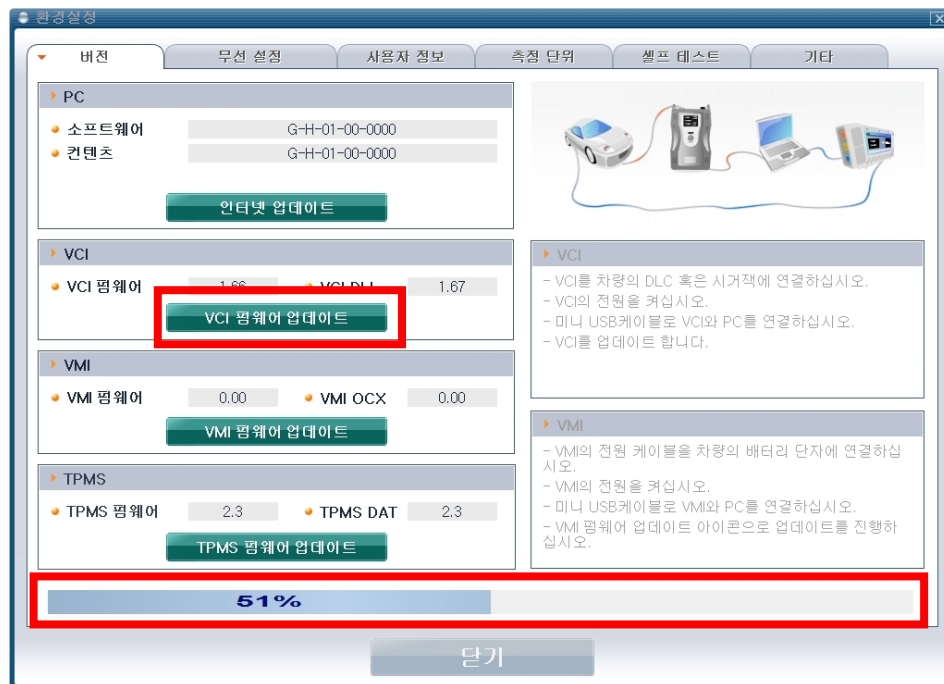 환경설정
버전
무선 설정
사용자 정보
측정 단위
셀프 테스트
기타
PC
소프트웨어 G-H-01-00-0000
컨텐츠 G-H-01-00-0000
인터넷 업데이트
VCI
VCI 펌웨어 1.66 VCI DLL 1.67
VCI 펌웨어 업데이트
VMI
VMI 펌웨어 0.00 VMI OCX 0.00
VMI 펌웨어 업데이트
TPMS
TPMS 펌웨어 2.3 TPMS DAT 2.3
TPMS 펌웨어 업데이트
VCI
- VCI를 차량의 DLC 혹은 시거잭에 연결하십시오.
- VCI의 전원을 켜십시오.
- 미니 USB케이블로 VCI와 PC를 연결하십시오.
- VCI를 업데이트 합니다.
VMI
- VMI의 전원 케이블을 차량의 배터리 단자에 연결하십
시오.
- VMI의 전원을 켜십시오.
- 미니 USB케이블로 VMI와 PC를 연결하십시오.
- VMI 펌웨어 업데이트 아이콘으로 업데이트를 진행하
십시오.
51%
닫기